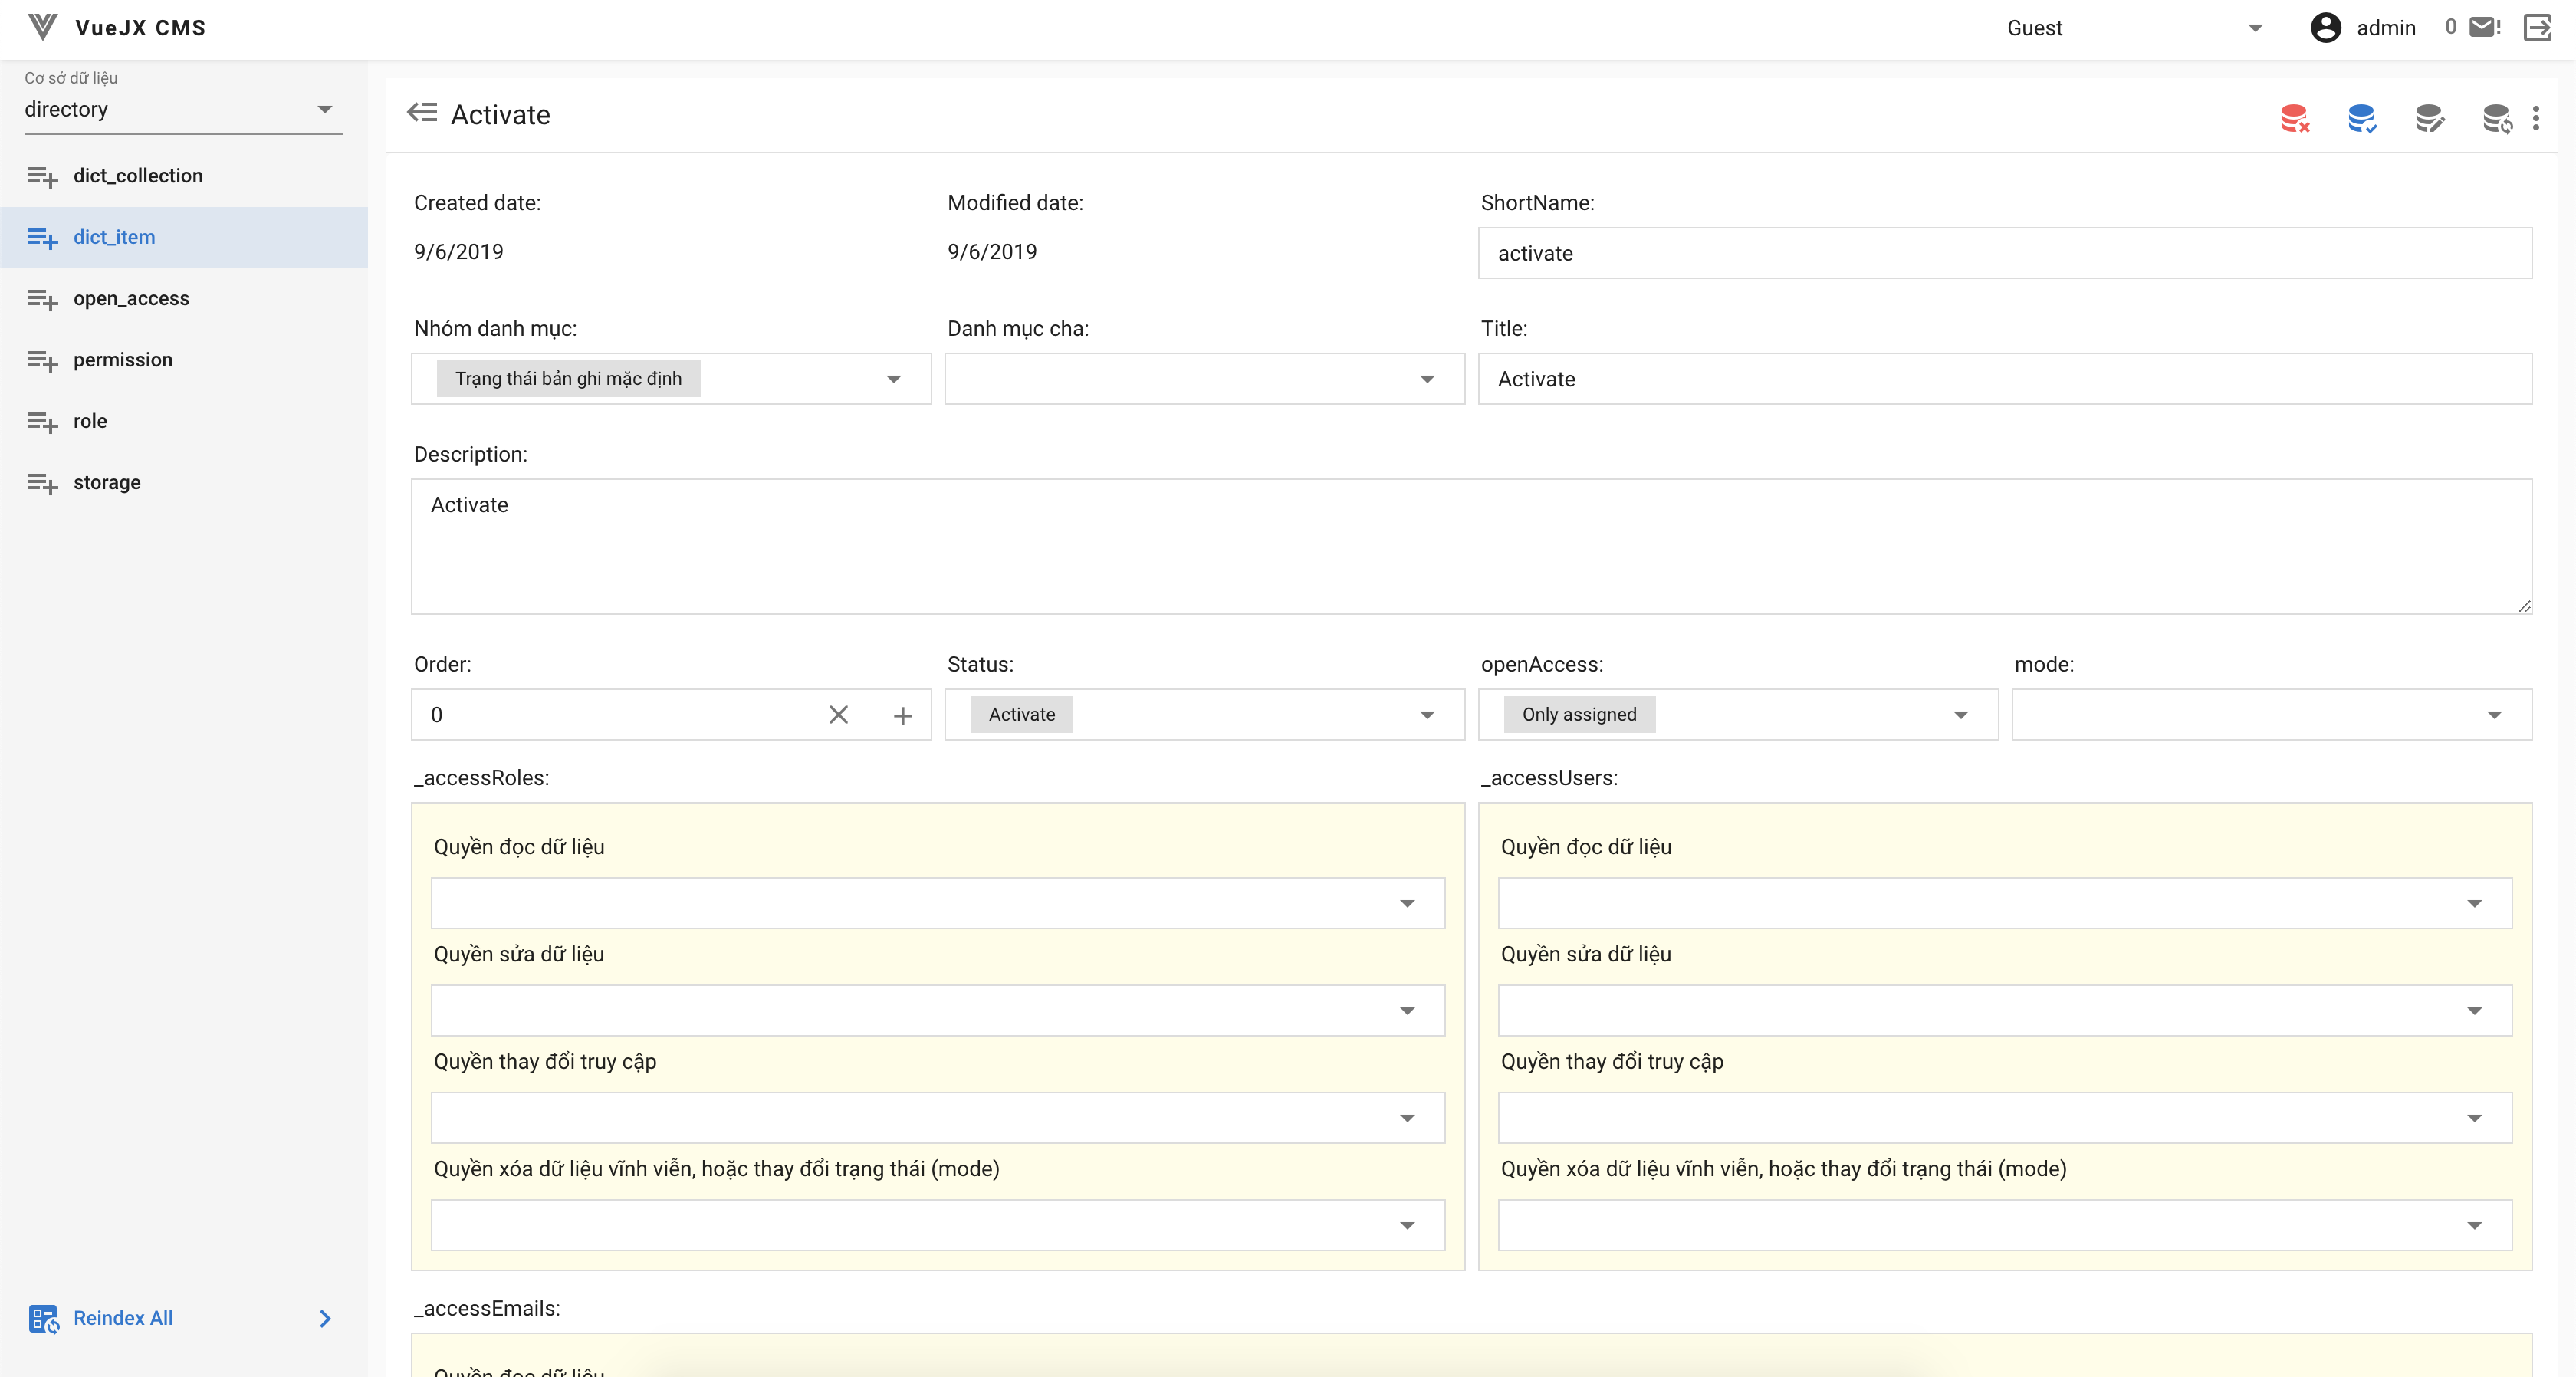 VueJX CMS
Guest
admin
0
Cơ sở dữ liệu
directory
dict_collection
dict_item
open_access
permission
role
storage
Reindex All
Activate
Created date:
Modified date:
ShortName:
9/6/2019
9/6/2019
activate
Nhóm danh mục:
Danh mục cha:
Title:
Trạng thái bản ghi mặc định
Activate
Description:
Activate
Order:
Status:
openAccess:
mode:
0
Activate
Only assigned
_accessRoles:
_accessUsers:
Quyền đọc dữ liệu
Quyền đọc dữ liệu
Quyền sửa dữ liệu
Quyền sửa dữ liệu
Quyền thay đổi truy cập
Quyền thay đổi truy cập
Quyền xóa dữ liệu vĩnh viễn, hoặc thay đổi trạng thái (mode)
Quyền xóa dữ liệu vĩnh viễn, hoặc thay đổi trạng thái (mode)
_accessEmails:
Quyền đọc dữ liệu